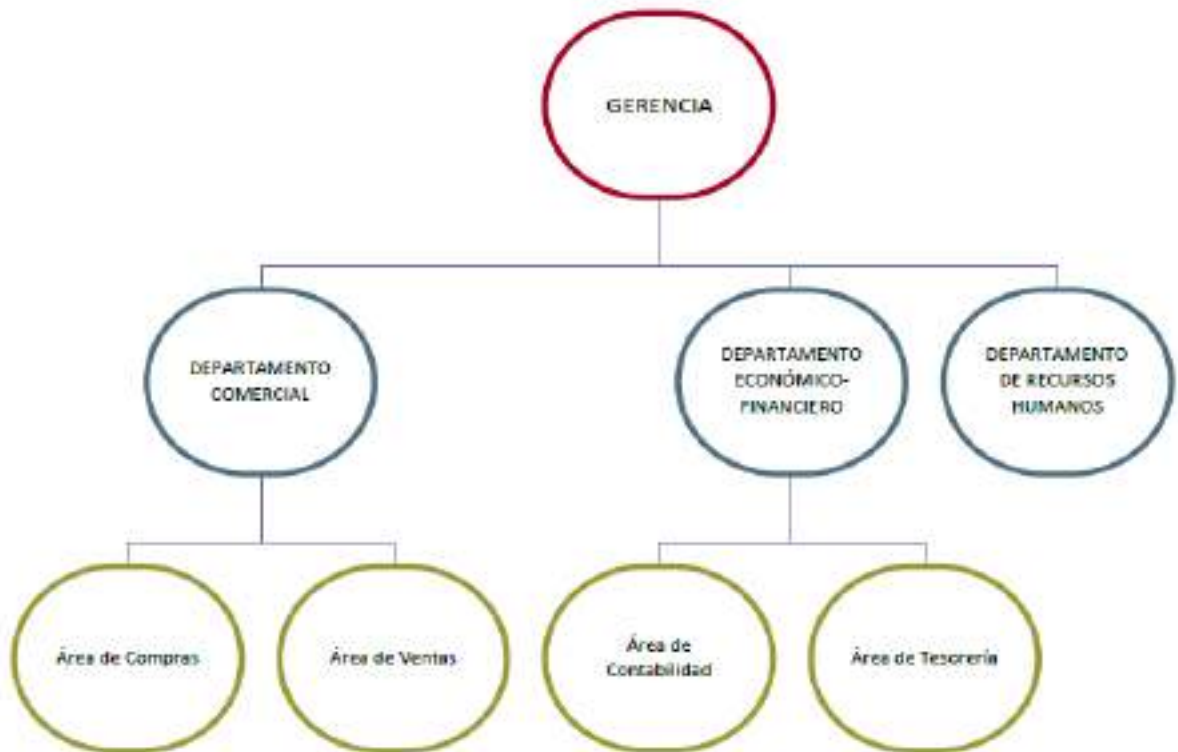 GERENCIA
DEPARTAMENTO
COMERCIAL
DEPARTAMENTO
ECONÓMICO-
FINANCIERO
DEPARTAMENTO
DE RECURSOS
HUMANOS
Área de Compras
Área de Ventas
Área de
Contabilidad
Área de Tesorería